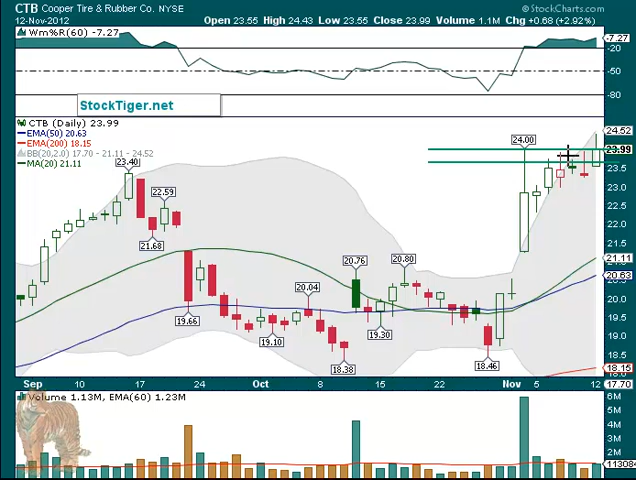 CTB Cooper Tire & Rubber Co. NYSE © StockCharts.com
12-Nov-2012 Open 23.55 High 24.43 Low 23.55 Close 23.99 Volume 1.1M Chg +0.68 (+2.92%)
Wm%R(60) -7.27
-7.27
-20
-50
-80
StockTiger.net
CTB (Daily) 23.99
EMA(50) 20.63
EMA(200) 18.15
BB(20,2.0) 17.70 - 21.11 - 24.52
MA(20) 21.11
24.52
23.99
23.5
23.0
22.5
22.0
21.5
21.11
20.63
20.0
19.5
19.0
18.5
18.15
17.70
23.40
22.59
21.68
19.66
19.10
20.04
18.38
20.76
19.30
20.80
18.46
24.00
Sep 10 17 24 Oct 8 15 22 Nov 5 12
Volume 1.13M, EMA(60) 1.23M
6M
5M
4M
3M
2M